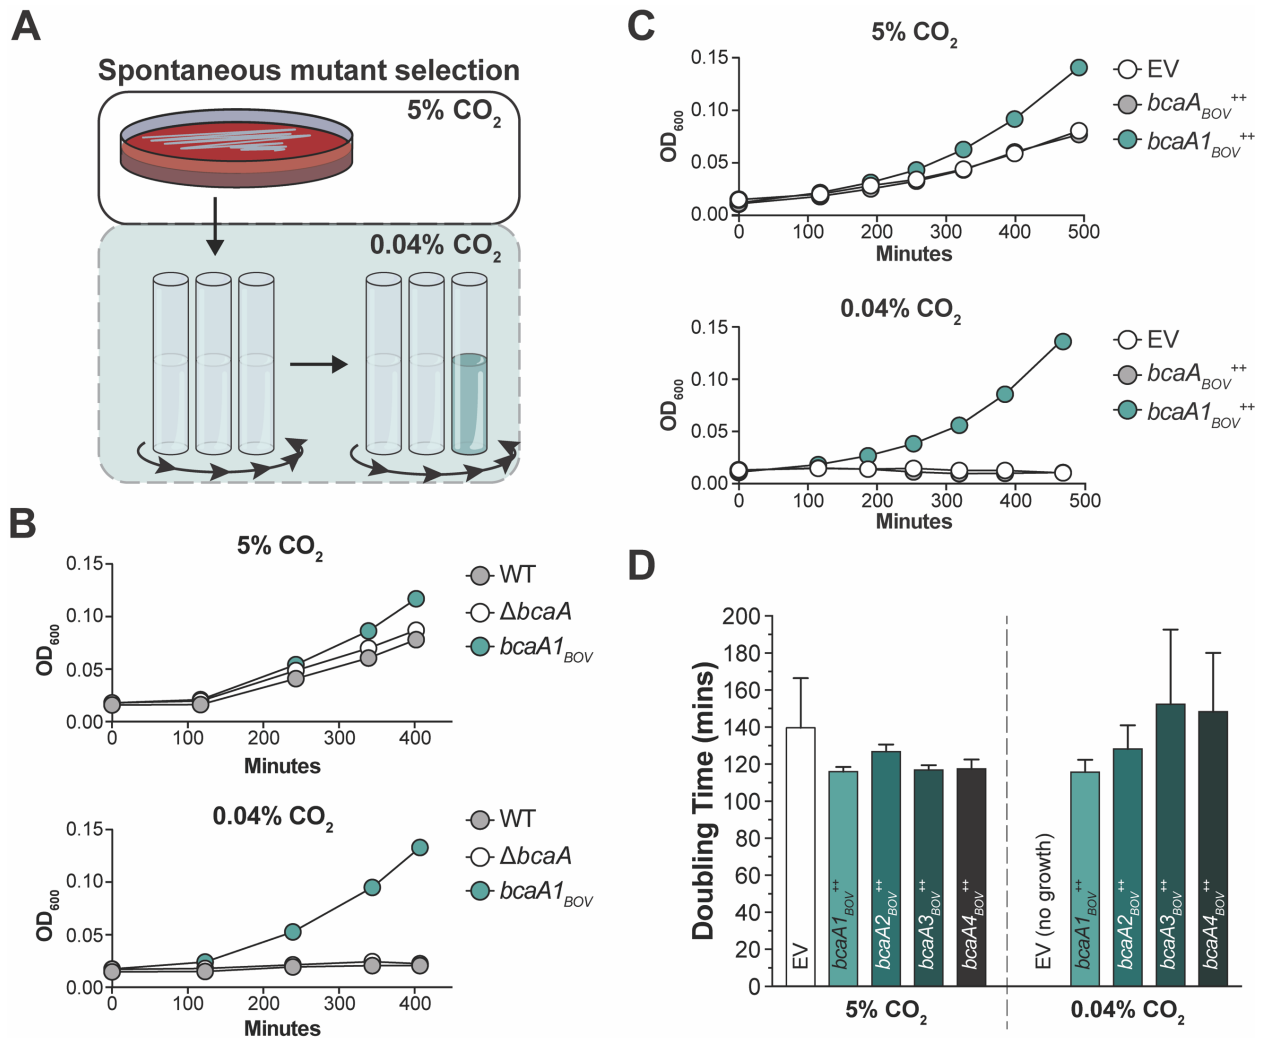 A
Spontaneous mutant selection
5% CO2
0.04% CO2
B
5% CO2
0.15
0.10
0.05
0.00
OD600
0 100 200 300 400
Minutes
WT
ΔbcaA
bcaA1BOV
0.04% CO2
0.15
0.10
0.05
0.00
OD600
0 100 200 300 400
Minutes
WT
ΔbcaA
bcaA1BOV
C
5% CO2
0.15
0.10
0.05
0.00
OD600
0 100 200 300 400 500
Minutes
EV
bcaABOV++
bcaA1BOV++
0.04% CO2
0.15
0.10
0.05
0.00
OD600
0 100 200 300 400 500
Minutes
EV
bcaABOV++
bcaA1BOV++
D
Doubling Time (mins)
200
180
160
140
120
100
80
60
40
20
0
EV
bcaA1BOV++
bcaA2BOV++
bcaA3BOV++
bcaA4BOV++
EV (no growth)
bcaA1BOV++
bcaA2BOV++
bcaA3BOV++
bcaA4BOV++
5% CO2
0.04% CO2